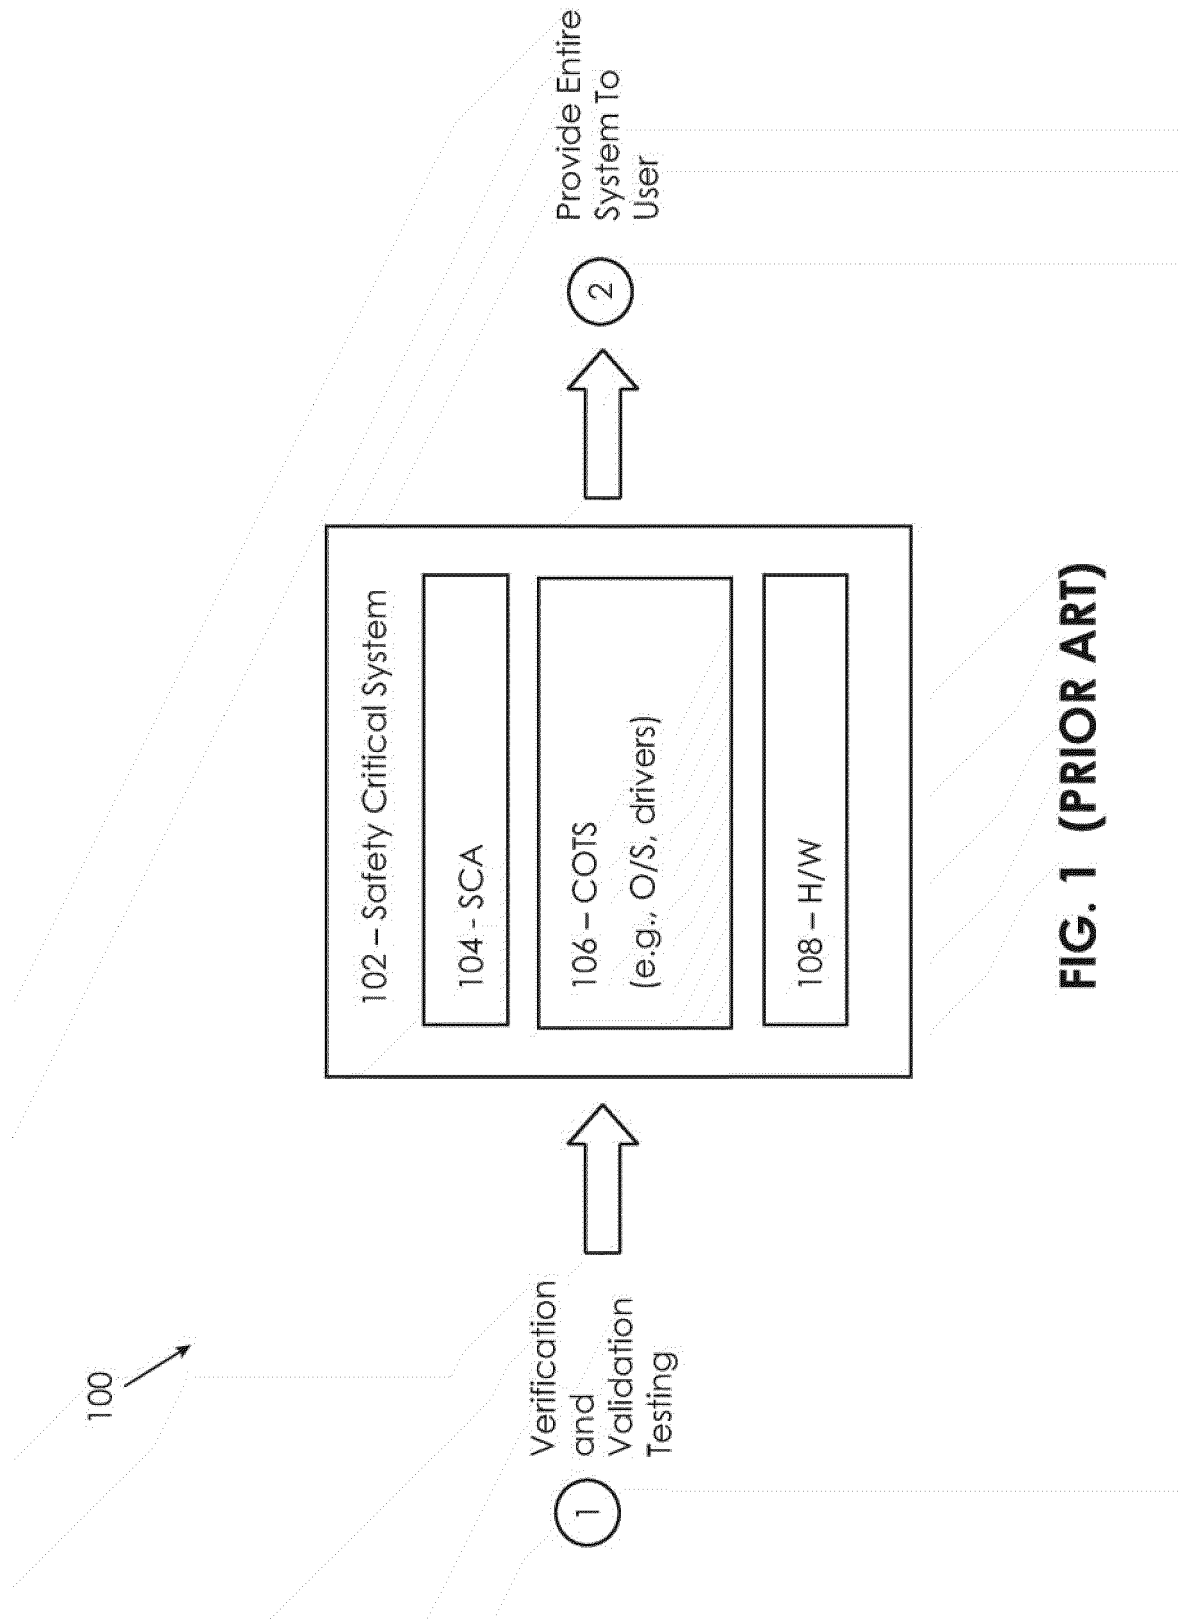 100
1
Verification
and
Validation
Testing
102 – Safety Critical System
104 - SCA
106 – COTS
(e.g., O/S, drivers)
108 – H/W
2
Provide Entire
System To
User
FIG. 1 (PRIOR ART)